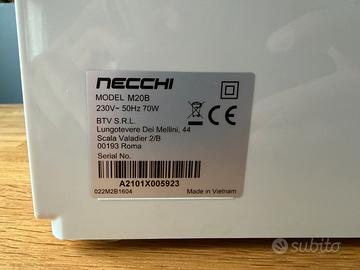 NECCHI
MODEL M20B
230V~ 50Hz 70W
BTV S.R.L.
Lungotevere Dei Mellini, 44
Scala Valadier 2/B
00193 Roma
Serial No.
A2101X005923
022M2B1604
Made in Vietnam
subito